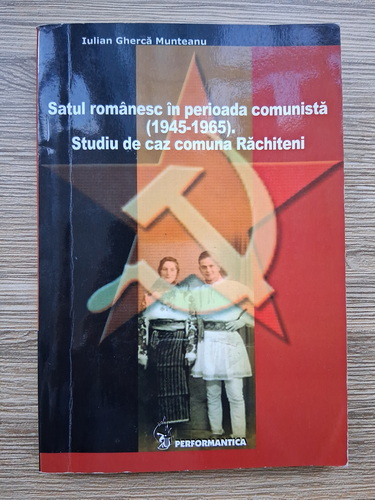 Iulian Ghercă Munteanu
Satul românesc în perioada comunistă
(1945-1965).
Studiu de caz comuna Răchiteni
PERFORMANTICA